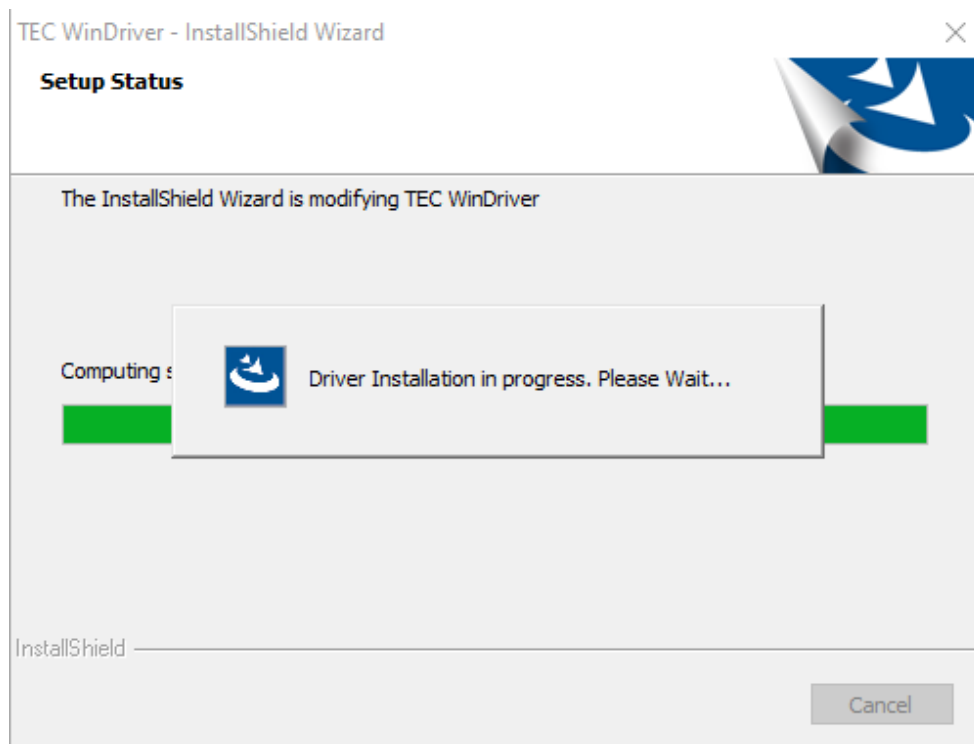 TEC WinDriver - InstallShield Wizard
Setup Status
The InstallShield Wizard is modifying TEC WinDriver
Computing
Driver Installation in progress. Please Wait...
InstallShield
Cancel